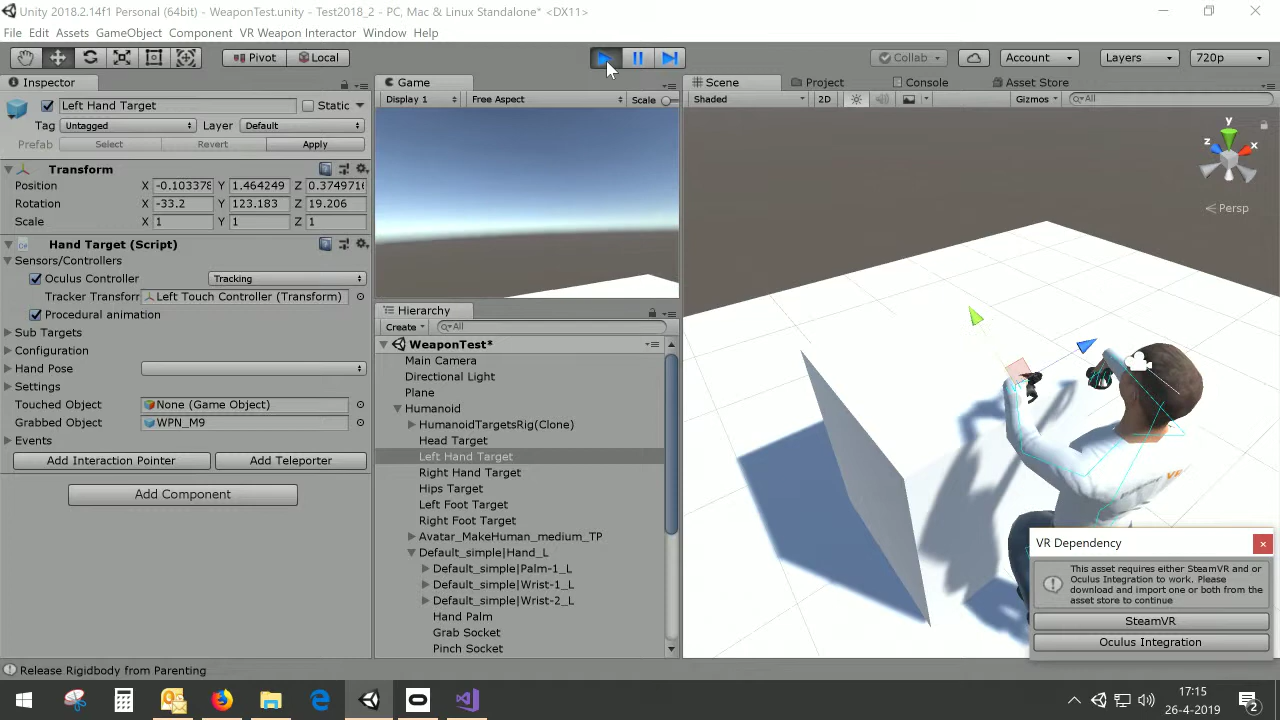 Unity 2018.2.14f1 Personal (64bit) - WeaponTest.unity - Test2018_2 - PC, Mac & Linux Standalone* <DX11>
File Edit Assets GameObject Component VR Weapon Interactor Window Help
Pivot Local Collab Account Layers 720p
Inspector
Left Hand Target Static
Tag Untagged Layer Default
Prefab Select Revert Apply
Transform
Position X -0.103378 Y 1.464249 Z 0.3749716
Rotation X -33.2 Y 123.183 Z 19.206
Scale X 1 Y 1 Z 1
Hand Target (Script)
Sensors/Controllers
Oculus Controller Tracking
Tracker Transform Left Touch Controller (Transform)
Procedural animation
Sub Targets
Configuration
Hand Pose
Settings
Touched Object None (Game Object)
Grabbed Object WPN_M9
Events
Add Interaction Pointer Add Teleporter
Add Component
Game
Display 1 Free Aspect Scale
Hierarchy
Create All
WeaponTest*
Main Camera
Directional Light
Plane
Humanoid
HumanoidTargetsRig(Clone)
Head Target
Left Hand Target
Right Hand Target
Hips Target
Left Foot Target
Right Foot Target
Avatar_MakeHuman_medium_TP
Default_simple|Hand_L
Default_simple|Palm-1_L
Default_simple|Wrist-1_L
Default_simple|Wrist-2_L
Hand Palm
Grab Socket
Pinch Socket
Scene Project Console Asset Store
Shaded 2D Gizmos All
y
z x
Persp
VR Dependency
This asset requires either SteamVR and or
Oculus Integration to work, Please
download and import one or both from the
asset store to continue
SteamVR
Oculus Integration
Release Rigidbody from Parenting
17:15
26-4-2019
2